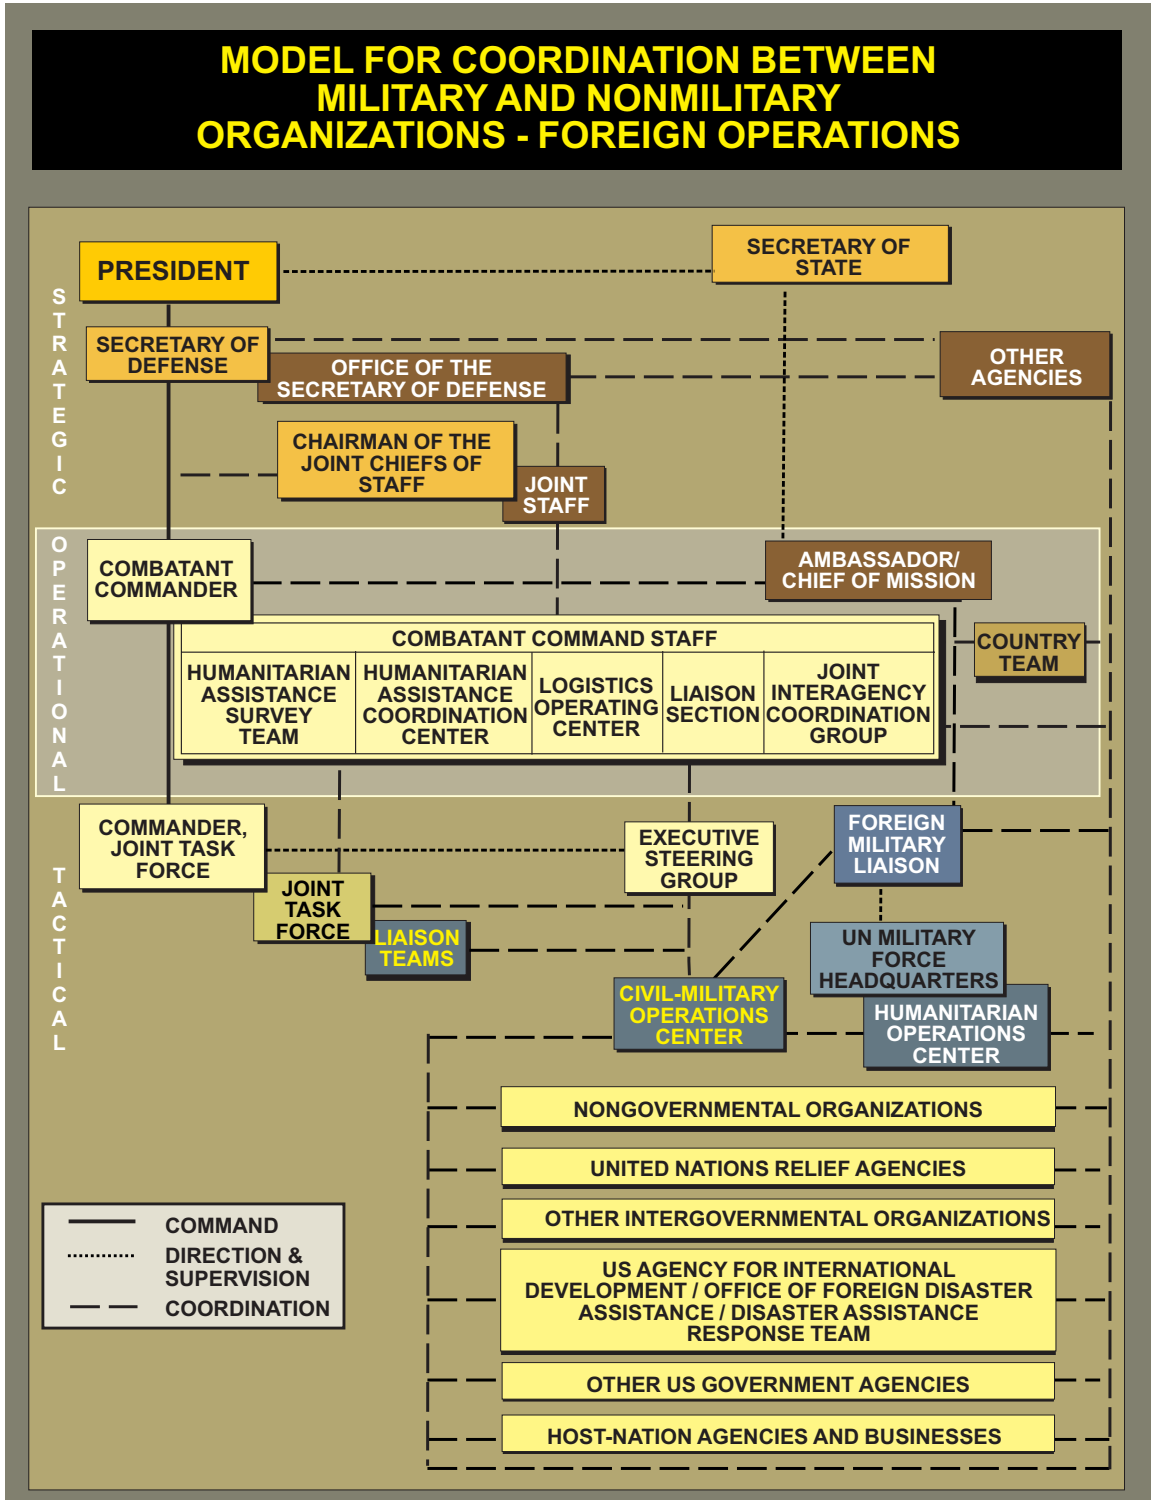 MODEL FOR COORDINATION BETWEEN
MILITARY AND NONMILITARY
ORGANIZATIONS - FOREIGN OPERATIONS
STRATEGIC
PRESIDENT
SECRETARY OF
STATE
SECRETARY OF
DEFENSE
OFFICE OF THE
SECRETARY OF DEFENSE
OTHER
AGENCIES
CHAIRMAN OF THE
JOINT CHIEFS OF
STAFF
JOINT
STAFF
OPERATIONAL
COMBATANT
COMMANDER
AMBASSADOR/
CHIEF OF MISSION
COUNTRY
TEAM
COMBATANT COMMAND STAFF
HUMANITARIAN
ASSISTANCE
SURVEY
TEAM
HUMANITARIAN
ASSISTANCE
COORDINATION
CENTER
LOGISTICS
OPERATING
CENTER
LIAISON
SECTION
JOINT
INTERAGENCY
COORDINATION
GROUP
TACTICAL
COMMANDER,
JOINT TASK
FORCE
EXECUTIVE
STEERING
GROUP
FOREIGN
MILITARY
LIAISON
JOINT
TASK
FORCE
LIAISON
TEAMS
UN MILITARY
FORCE
HEADQUARTERS
CIVIL-MILITARY
OPERATIONS
CENTER
HUMANITARIAN
OPERATIONS
CENTER
NONGOVERNMENTAL ORGANIZATIONS
UNITED NATIONS RELIEF AGENCIES
OTHER INTERGOVERNMENTAL ORGANIZATIONS
US AGENCY FOR INTERNATIONAL
DEVELOPMENT / OFFICE OF FOREIGN DISASTER
ASSISTANCE / DISASTER ASSISTANCE
RESPONSE TEAM
OTHER US GOVERNMENT AGENCIES
HOST-NATION AGENCIES AND BUSINESSES
COMMAND
DIRECTION &
SUPERVISION
COORDINATION